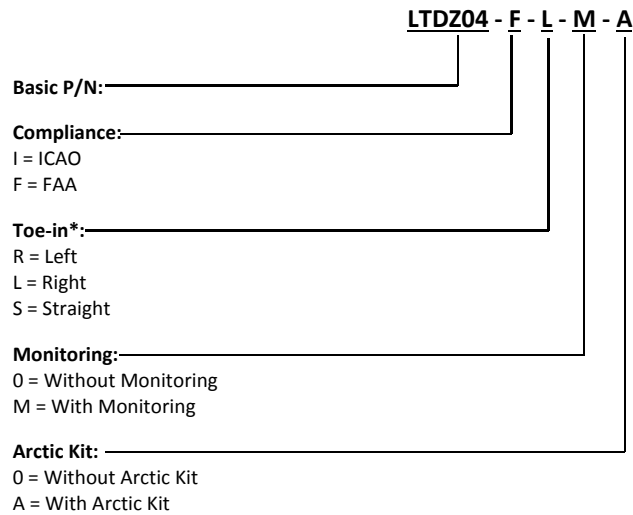 LTDZ04 - F - L - M - A
Basic P/N:
Compliance:
I = ICAO
F = FAA
Toe-in*:
R = Left
L = Right
S = Straight
Monitoring:
0 = Without Monitoring
M = With Monitoring
Arctic Kit:
0 = Without Arctic Kit
A = With Arctic Kit